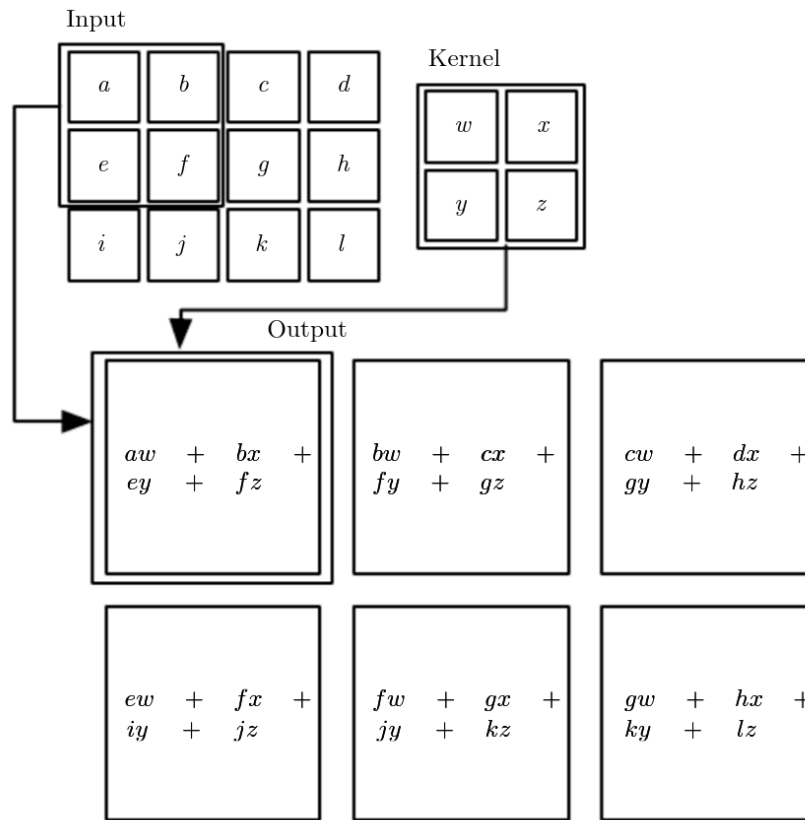 Input
Kernel
a b c d
w x
e f g h
y z
i j k l
Output
aw + bx +
ey + fz
bw + cx +
fy + gz
cw + dx +
gy + hz
ew + fx +
iy + jz
fw + gx +
jy + kz
gw + hx +
ky + lz